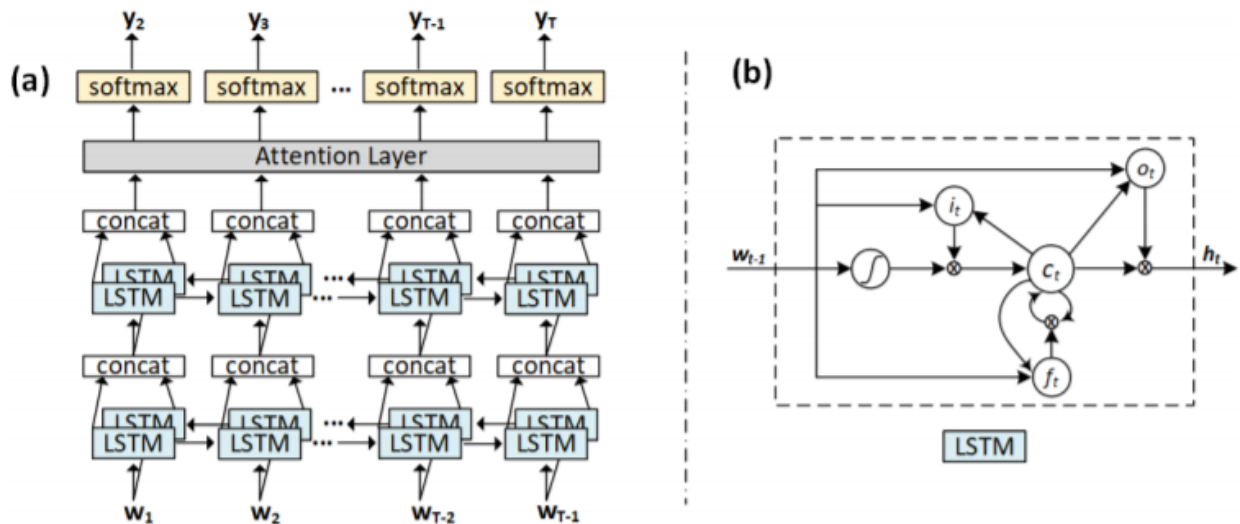 y2 y3 yT-1 yT
(a)
softmax softmax ... softmax softmax
Attention Layer
concat concat concat concat
LSTM LSTM ... LSTM LSTM
LSTM LSTM ... LSTM LSTM
concat concat concat concat
LSTM LSTM ... LSTM LSTM
LSTM LSTM ... LSTM LSTM
w1 w2 wT-2 wT-1
(b)
ot
it
wt-1 ct ht
ft
LSTM